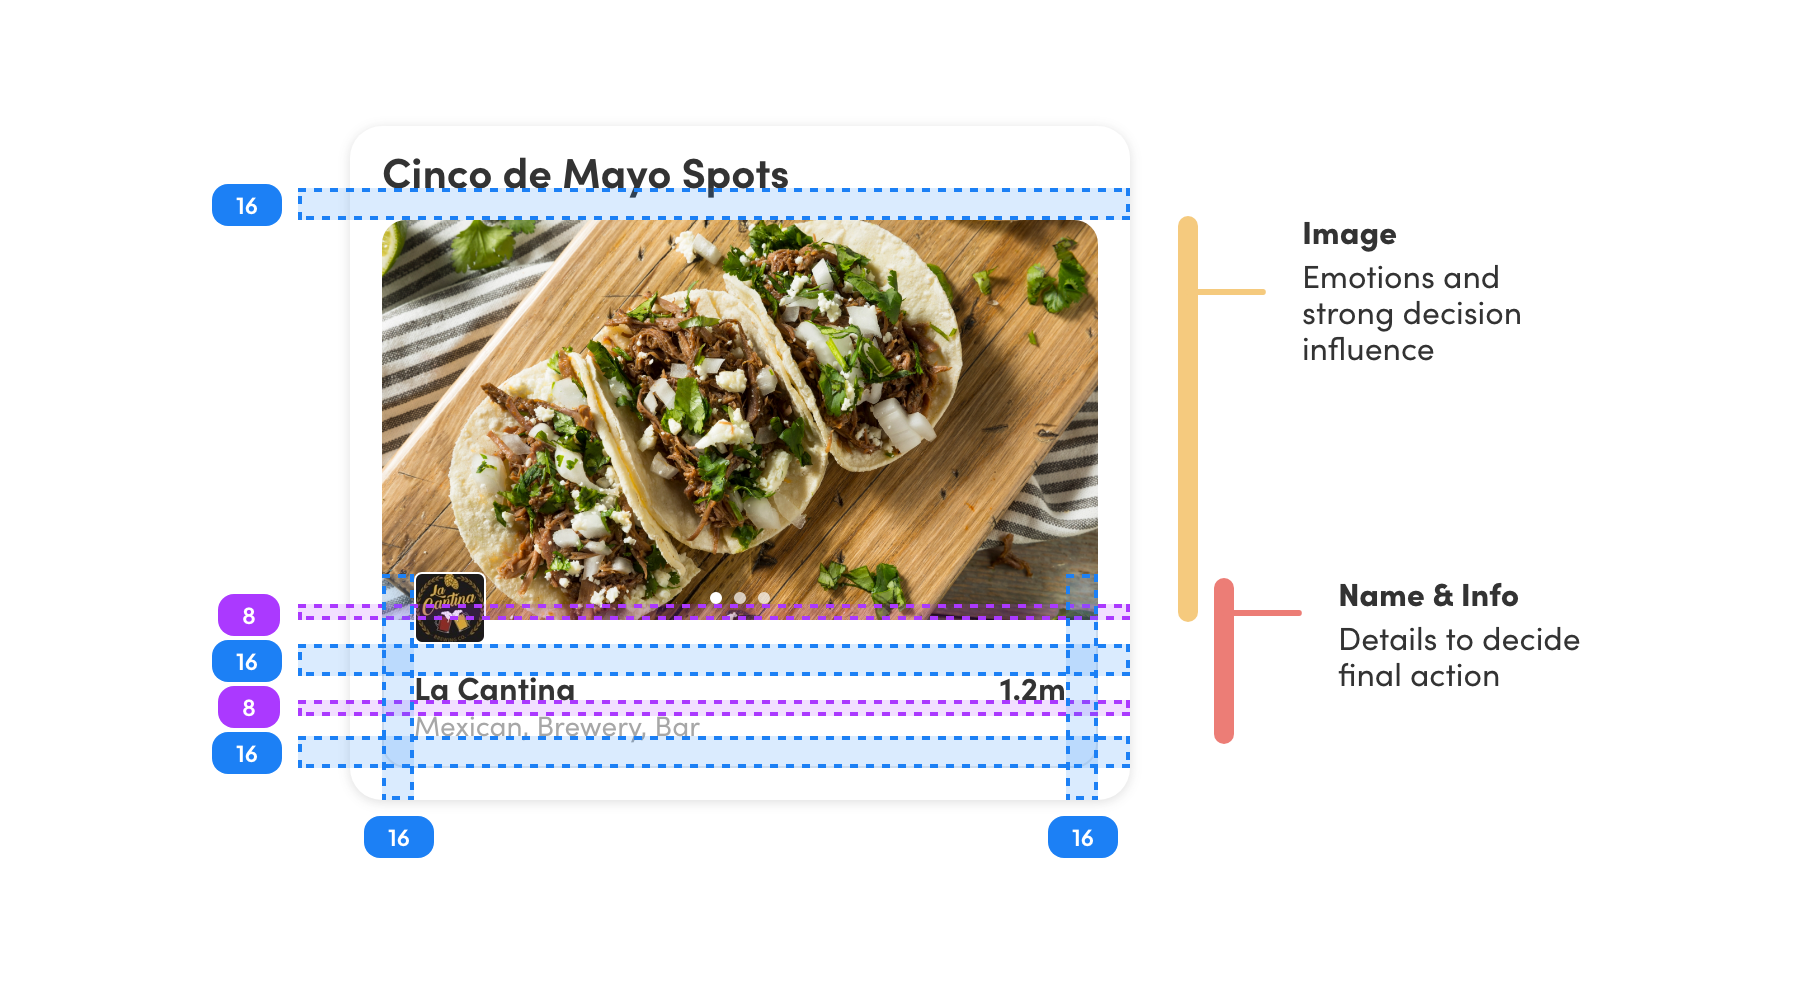 Cinco de Mayo Spots
16
Image
Emotions and
strong decision
influence
La
Cantina
8
Name & Info
Details to decide
final action
16
La Cantina
1.2m
8
Mexican, Brewery, Bar
16
16
16